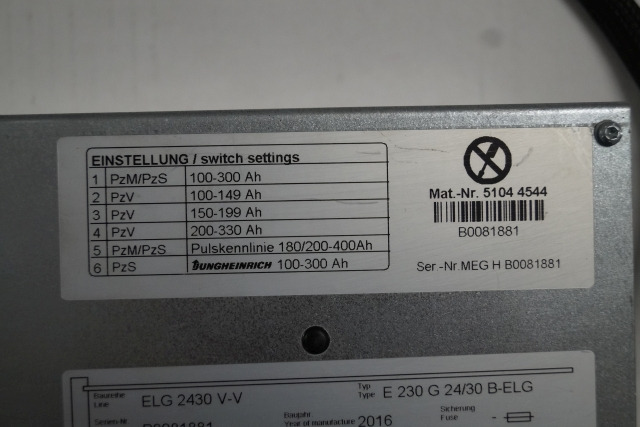 EINSTELLUNG / switch settings
1 PzM/PzS 100-300 Ah
2 PzV 100-149 Ah
3 PzV 150-199 Ah
4 PzV 200-330 Ah
5 PzM/PzS Pulskennlinie 180/200-400Ah
6 PzS JUNGHEINRICH 100-300 Ah
Mat.-Nr. 5104 4544
B0081881
Ser.-Nr.MEG H B0081881
Baureihe
Line ELG 2430 V-V
Typ
Type E 230 G 24/30 B-ELG
Serien-Nr. B0081881
Baujahr
Year of manufacture 2016
Sicherung
Fuse -